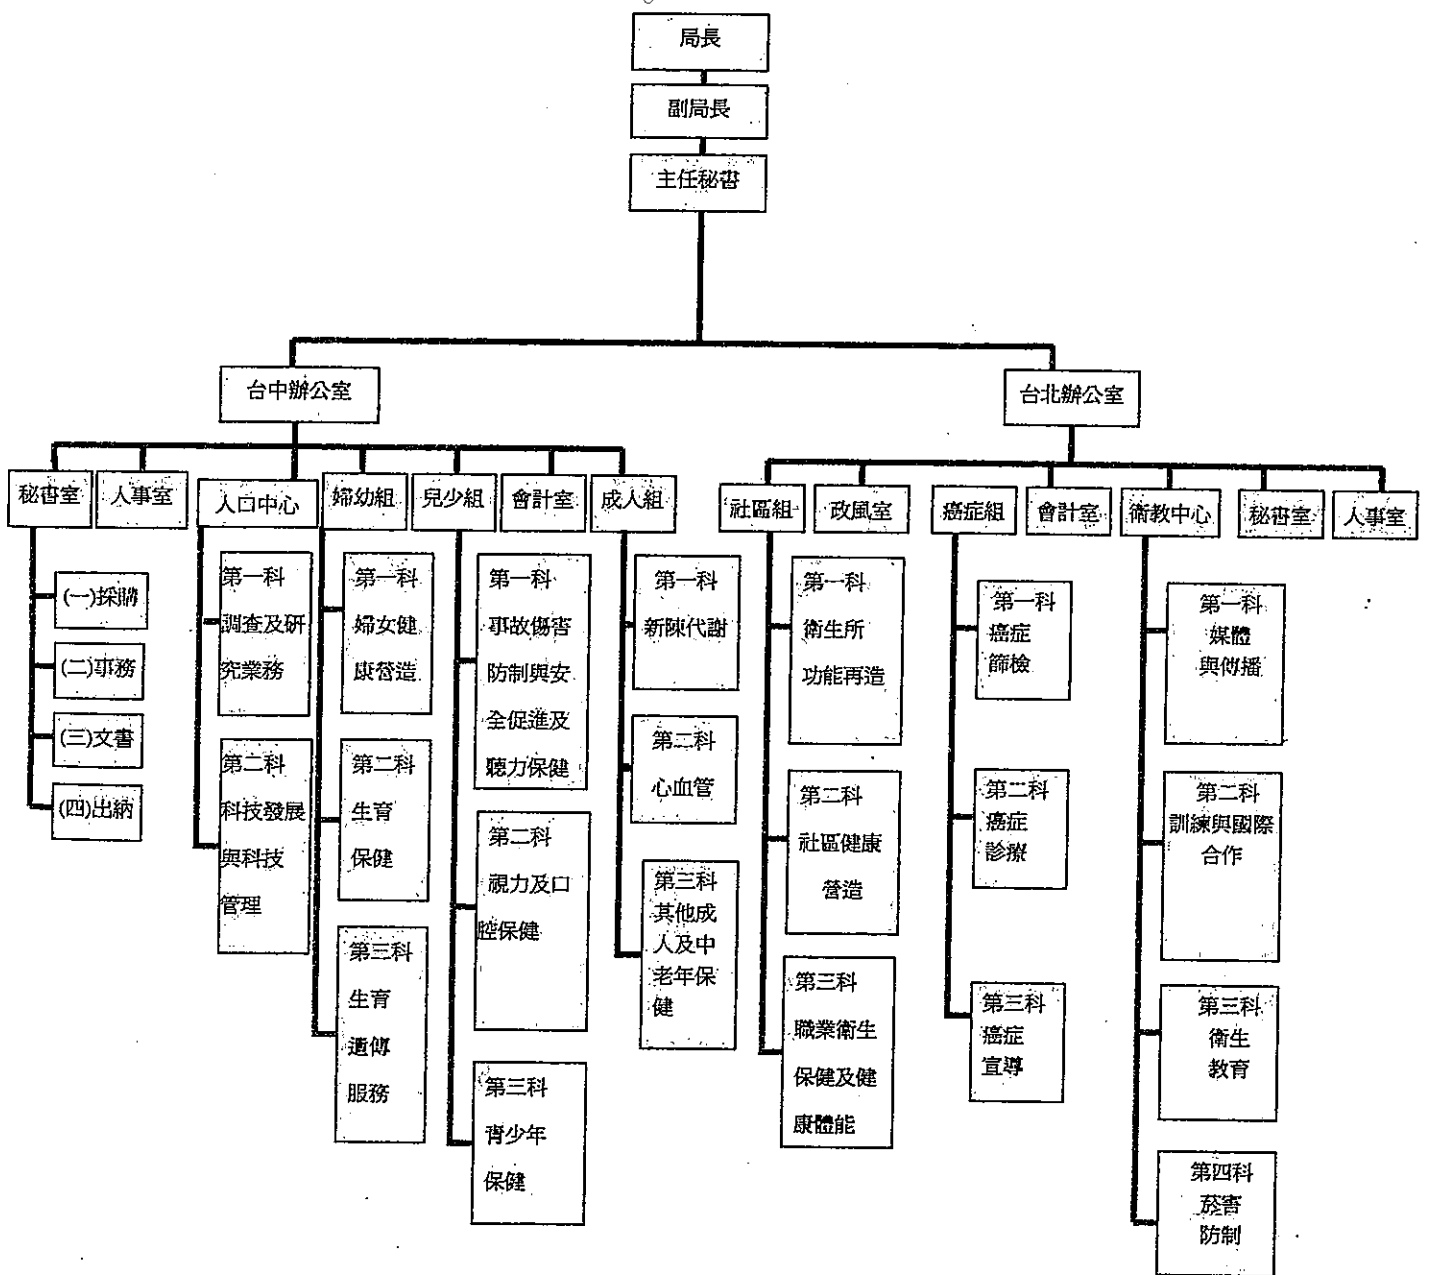 局長
副局長
主任秘書
台中辦公室
台北辦公室
秘書室
人事室
人口中心
婦幼組
兒少組
會計室
成人組
社區組
政風室
癌症組
會計室
衛教中心
秘書室
人事室
(一)採購
(二)事務
(三)文書
(四)出納
第一科
調查及研
究業務
第二科
科技發展
與科技
管理
第一科
婦女健
康營造
第二科
生育
保健
第三科
生育
遺傳
服務
第一科
事故傷害
防制與安
全促進及
聽力保健
第二科
視力及口
腔保健
第三科
青少年
保健
第一科
新陳代謝
第二科
心血管
第三科
其他成
人及中
老年保
健
第一科
衛生所
功能再造
第二科
社區健康
營造
第三科
職業衛生
保健及健
康體能
第一科
癌症
篩檢
第二科
癌症
診療
第三科
癌症
宣導
第一科
媒體
與傳播
第二科
訓練與國際
合作
第三科
衛生
教育
第四科
菸害
防制